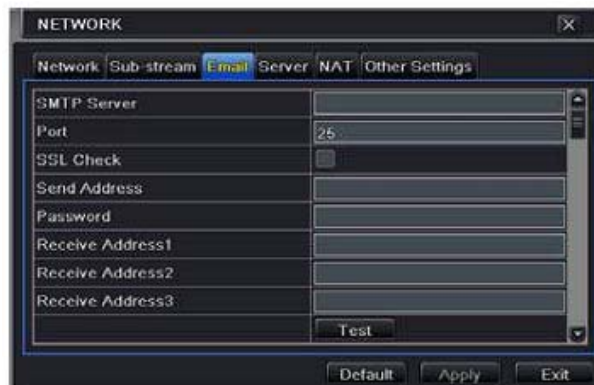 NETWORK X
Network Sub-stream Email Server NAT Other Settings
SMTP Server
Port 25
SSL Check
Send Address
Password
Receive Address1
Receive Address2
Receive Address3
Test
Default Apply Exit